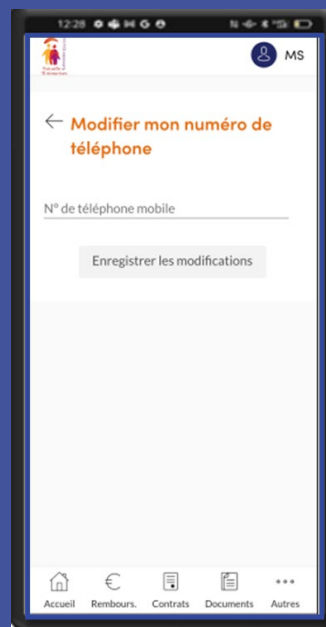 12:28
MS
Modifier mon numéro de
téléphone
N° de téléphone mobile
Enregistrer les modifications
Accueil Rembours. Contrats Documents Autres